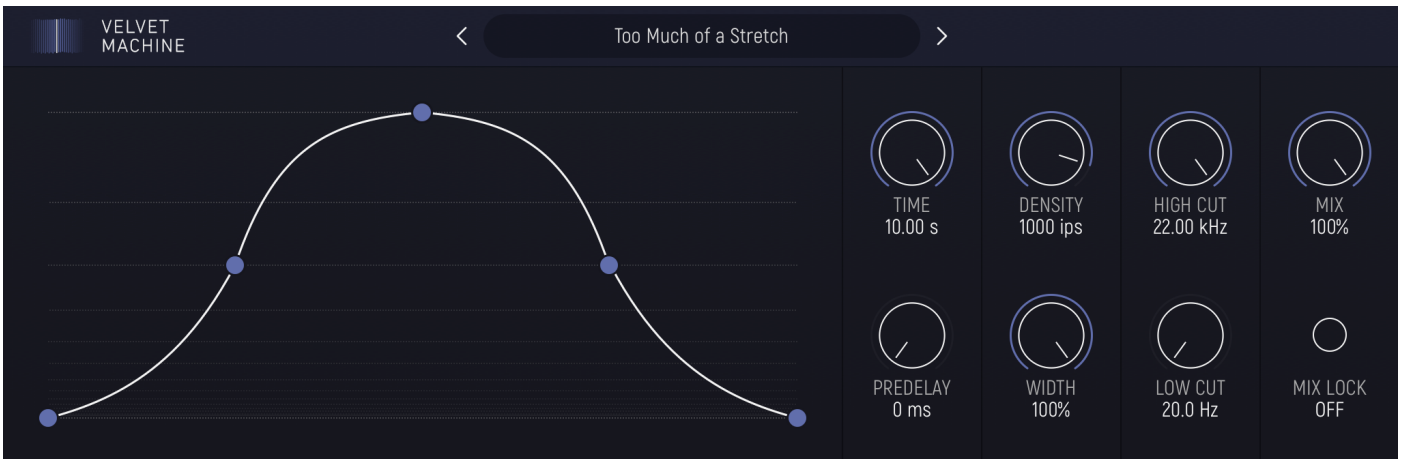 VELVET
MACHINE
Too Much of a Stretch
TIME
10.00 s
DENSITY
1000 ips
HIGH CUT
22.00 kHz
MIX
100%
PREDELAY
0 ms
WIDTH
100%
LOW CUT
20.0 Hz
MIX LOCK
OFF